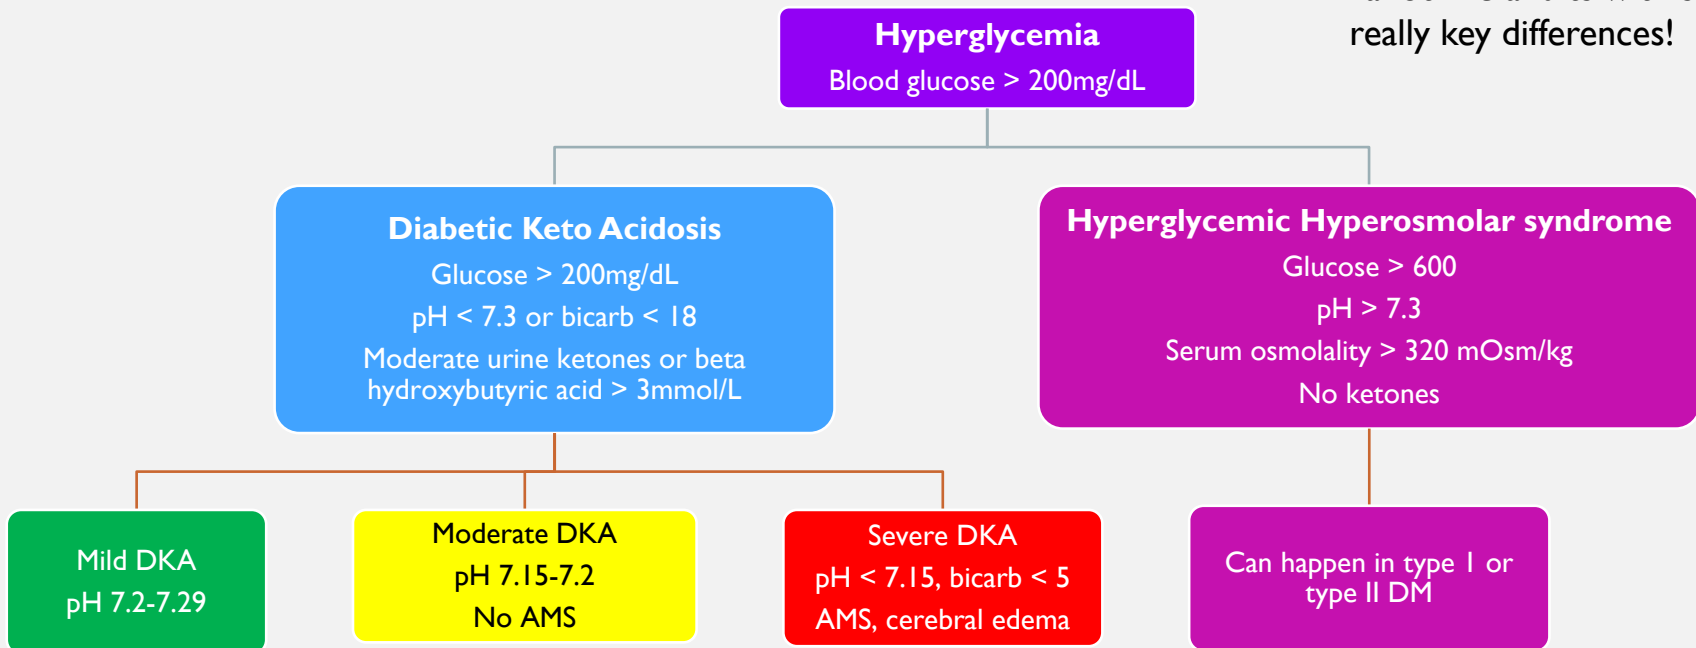 really key differences!
Hyperglycemia
Blood glucose > 200mg/dL
Diabetic Keto Acidosis
Glucose > 200mg/dL
pH < 7.3 or bicarb < 18
Moderate urine ketones or beta
hydroxybutyric acid > 3mmol/L
Hyperglycemic Hyperosmolar syndrome
Glucose > 600
pH > 7.3
Serum osmolality > 320 mOsm/kg
No ketones
Mild DKA
pH 7.2-7.29
Moderate DKA
pH 7.15-7.2
No AMS
Severe DKA
pH < 7.15, bicarb < 5
AMS, cerebral edema
Can happen in type 1 or
type II DM